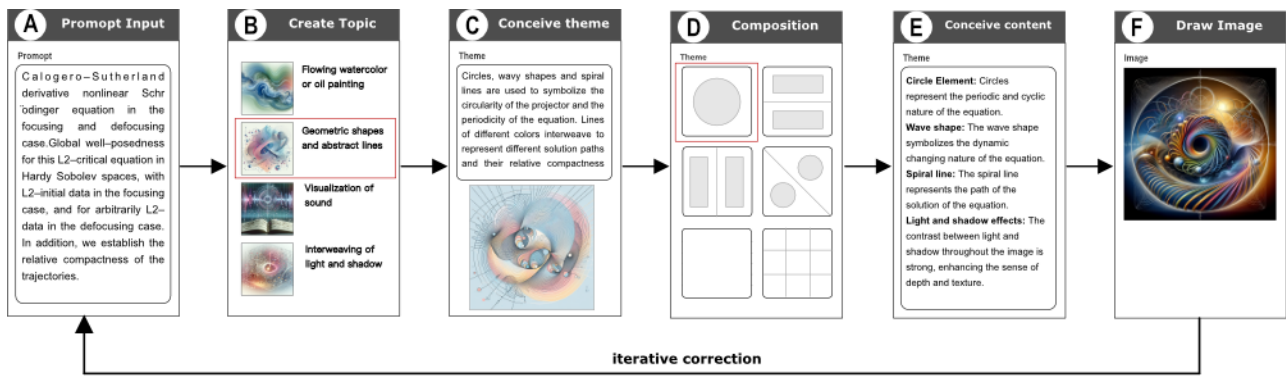 A Promopt Input
Promopt
Calogero–Sutherland
derivative nonlinear Schr
ödinger equation in the
focusing and defocusing
case.Global well–posedness
for this L2–critical equation in
Hardy Sobolev spaces, with
L2–initial data in the focusing
case, and for arbitrarily L2–
data in the defocusing case.
In addition, we establish the
relative compactness of the
trajectories.
B Create Topic
Flowing watercolor
or oil painting
Geometric shapes
and abstract lines
Visualization of
sound
Interweaving of
light and shadow
C Conceive theme
Theme
Circles, wavy shapes and spiral
lines are used to symbolize the
circularity of the projector and the
periodicity of the equation. Lines
of different colors interweave to
represent different solution paths
and their relative compactness
D Composition
Theme
E Conceive content
Theme
Circle Element: Circles
represent the periodic and cyclic
nature of the equation.
Wave shape: The wave shape
symbolizes the dynamic
changing nature of the equation.
Spiral line: The spiral line
represents the path of the
solution of the equation.
Light and shadow effects: The
contrast between light and
shadow throughout the image is
strong, enhancing the sense of
depth and texture.
F Draw Image
Image
iterative correction